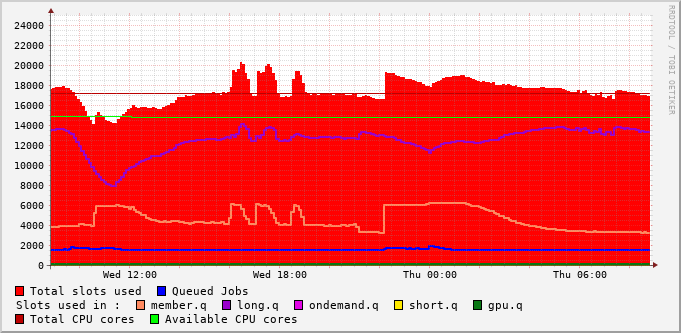 24000
22000
20000
18000
16000
14000
12000
10000
8000
6000
4000
2000
0
Wed 12:00 Wed 18:00 Thu 00:00 Thu 06:00
RRDTOOL / TOBI OETIKER
Total slots used Queued Jobs
Slots used in : member.q long.q ondemand.q short.q gpu.q
Total CPU cores Available CPU cores